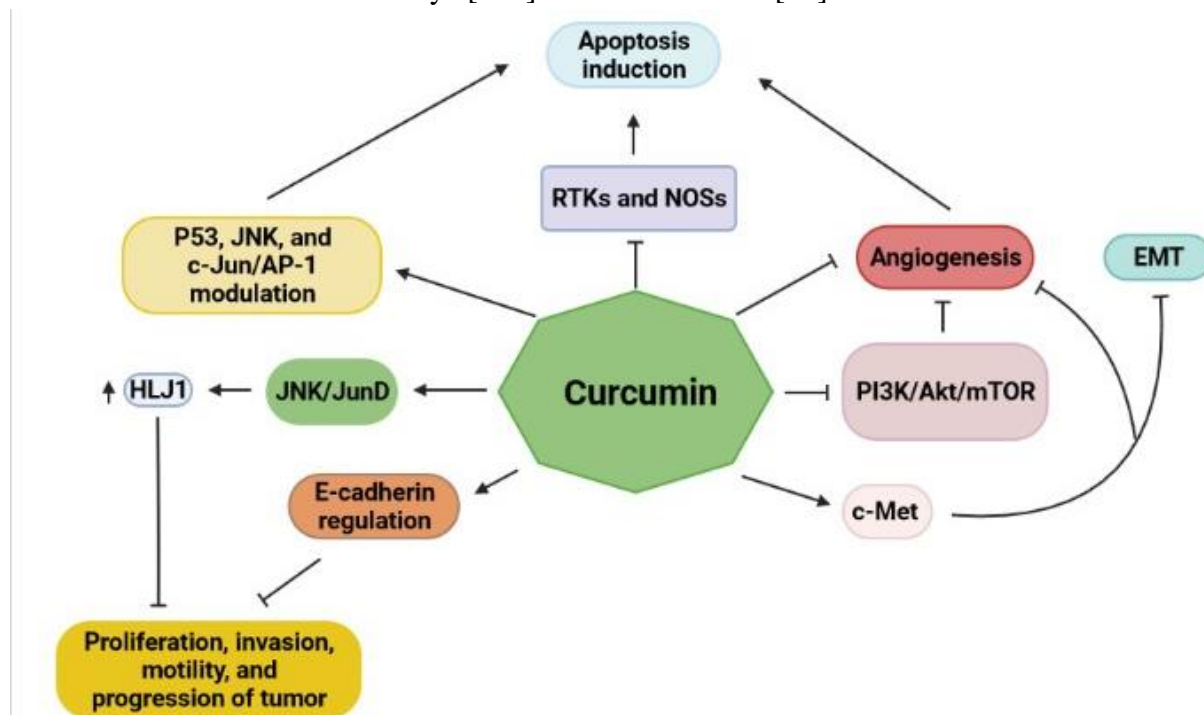 Apoptosis
induction
RTKs and NOSs
P53, JNK, and
c-Jun/AP-1
modulation
Angiogenesis
EMT
HLJ1
JNK/JunD
Curcumin
PI3K/Akt/mTOR
E-cadherin
regulation
c-Met
Proliferation, invasion,
motility, and
progression of tumor